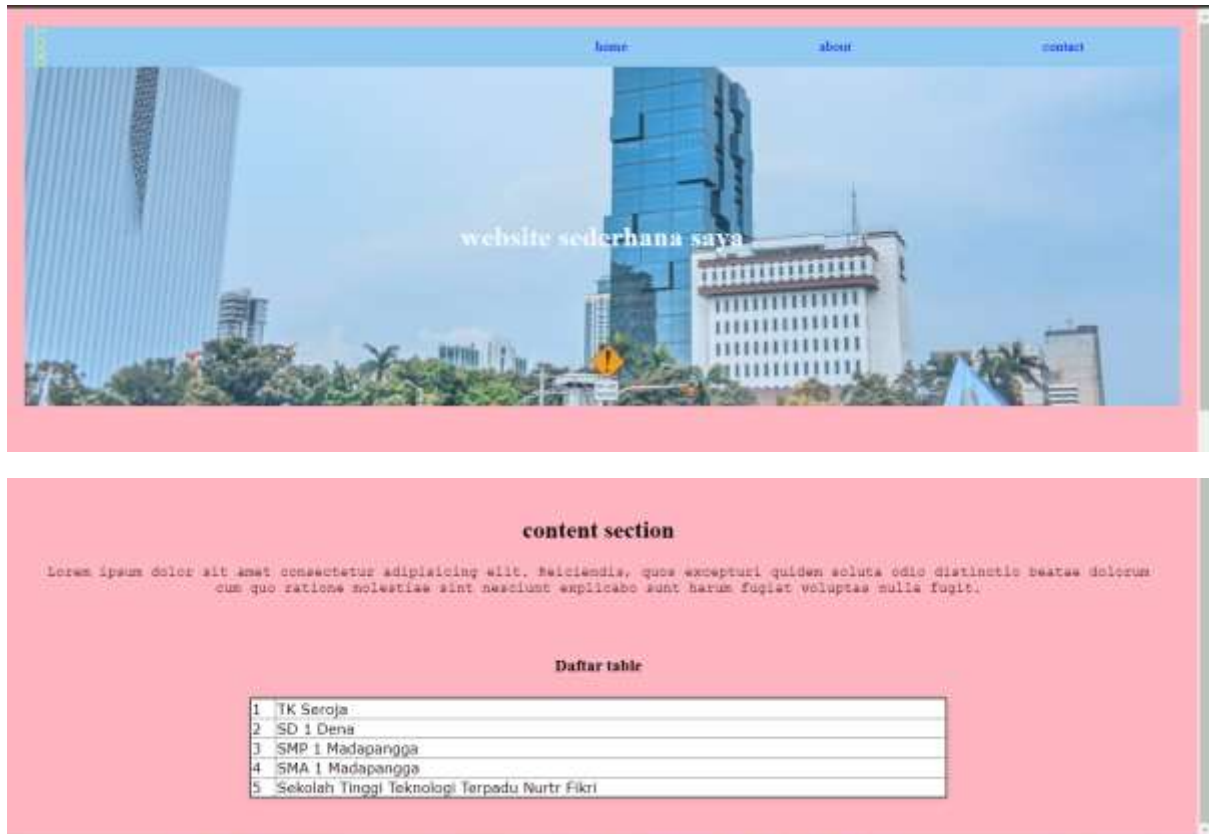 home about contact
website sederhana saya
content section
Lorem ipsum dolor sit amet consectetur adipisicing elit. Reiciendis, quos excepturi quidem soluta odio distinctio beatae dolorum
cum quo ratione molestiae sint nesciunt explicabo sunt harum fugiat voluptas nulla fugit.
Daftar table
1 TK Seroja
2 SD 1 Dena
3 SMP 1 Madapangga
4 SMA 1 Madapangga
5 Sekolah Tinggi Teknologi Terpadu Nurtr Fikri